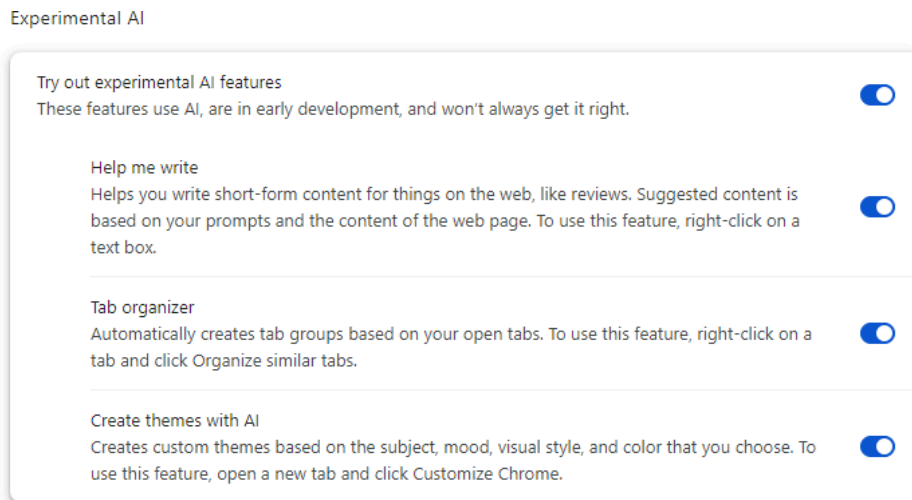 Experimental AI
Try out experimental AI features
These features use AI, are in early development, and won't always get it right.
Help me write
Helps you write short-form content for things on the web, like reviews. Suggested content is
based on your prompts and the content of the web page. To use this feature, right-click on a
text box.
Tab organizer
Automatically creates tab groups based on your open tabs. To use this feature, right-click on a
tab and click Organize similar tabs.
Create themes with AI
Creates custom themes based on the subject, mood, visual style, and color that you choose. To
use this feature, open a new tab and click Customize Chrome.